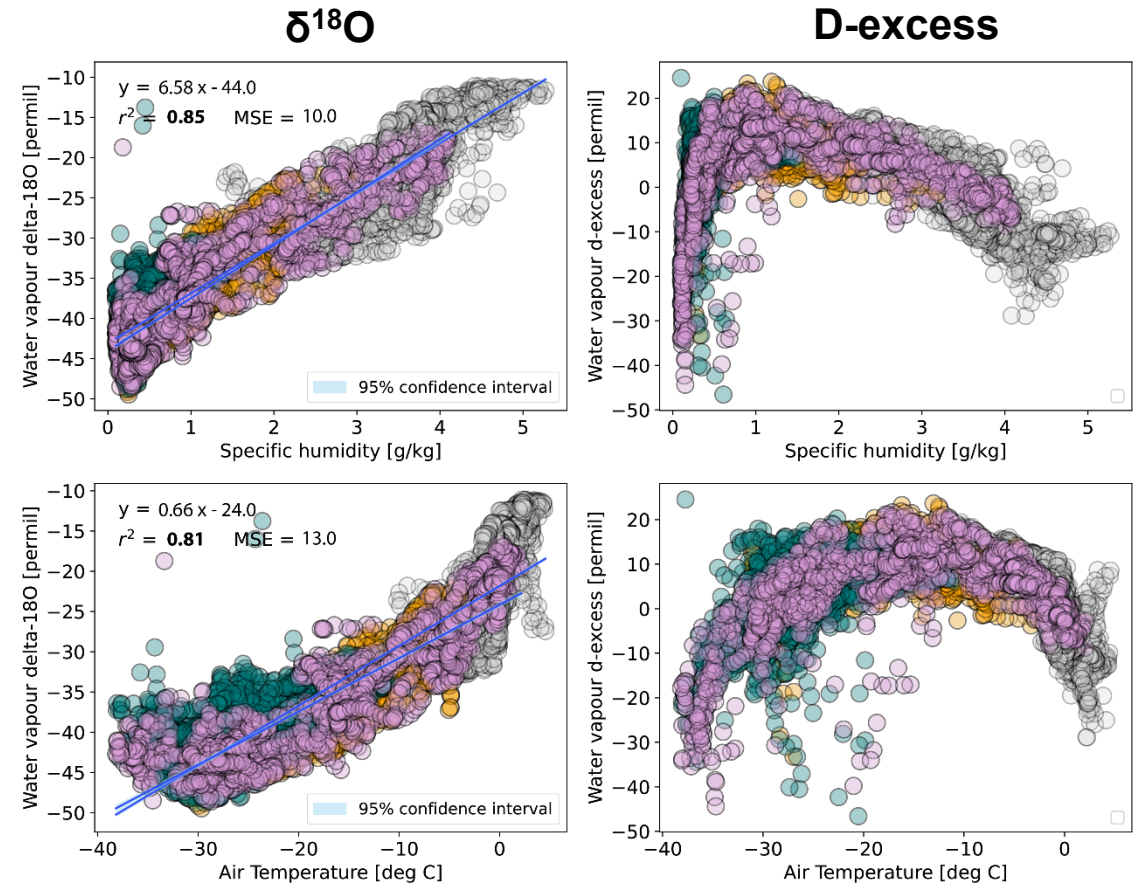 δ¹⁸O
D-excess
Water vapour delta-18O [permil]
−10
−15
−20
−25
−30
−35
−40
−45
−50
y = 6.58 x - 44.0
r² = 0.85 MSE = 10.0
95% confidence interval
0 1 2 3 4 5
Specific humidity [g/kg]
Water vapour d-excess [permil]
20
10
0
−10
−20
−30
−40
−50
0 1 2 3 4 5
Specific humidity [g/kg]
Water vapour delta-18O [permil]
−10
−15
−20
−25
−30
−35
−40
−45
−50
y = 0.66 x - 24.0
r² = 0.81 MSE = 13.0
95% confidence interval
−40 −30 −20 −10 0
Air Temperature [deg C]
Water vapour d-excess [permil]
20
10
0
−10
−20
−30
−40
−50
−40 −30 −20 −10 0
Air Temperature [deg C]